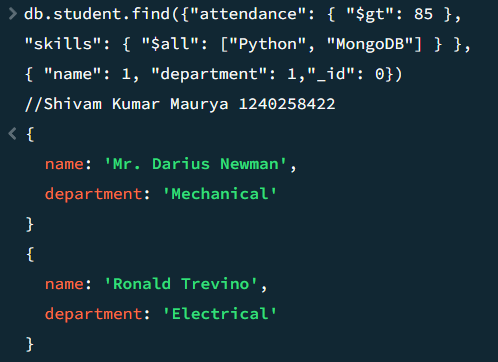 db.student.find({"attendance": { "$gt": 85 },
"skills": { "$all": ["Python", "MongoDB"] } },
{ "name": 1, "department": 1,"_id": 0})
//Shivam Kumar Maurya 1240258422
{
name: 'Mr. Darius Newman',
department: 'Mechanical'
}
{
name: 'Ronald Trevino',
department: 'Electrical'
}